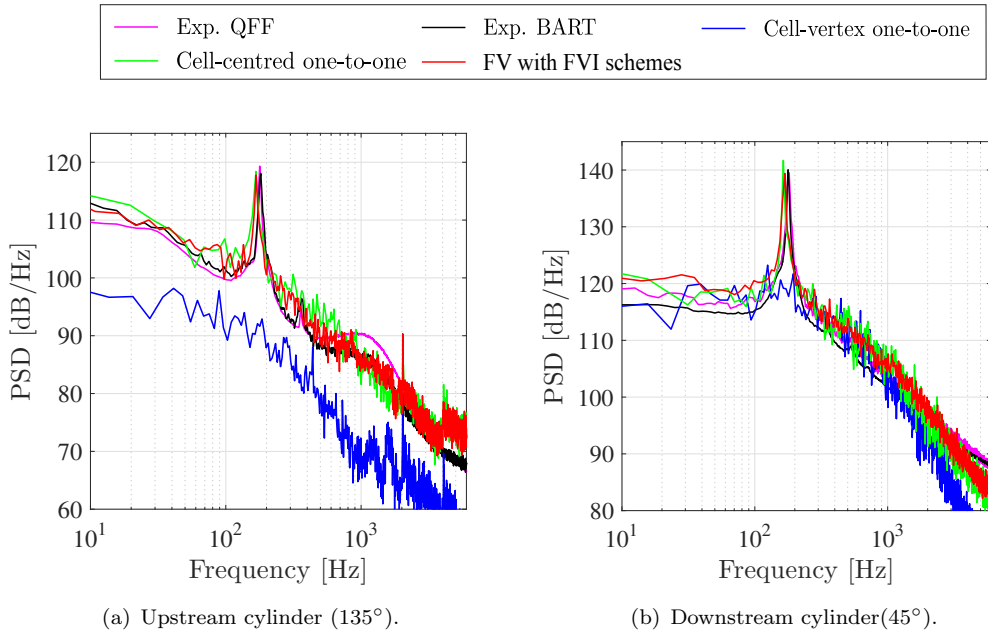 Exp. QFF
Exp. BART
Cell-vertex one-to-one
Cell-centred one-to-one
FV with FVI schemes
PSD [dB/Hz]
120
110
100
90
80
70
60
10^1
10^2
10^3
Frequency [Hz]
(a) Upstream cylinder (135°).
PSD [dB/Hz]
140
130
120
110
100
90
80
10^1
10^2
10^3
Frequency [Hz]
(b) Downstream cylinder(45°).